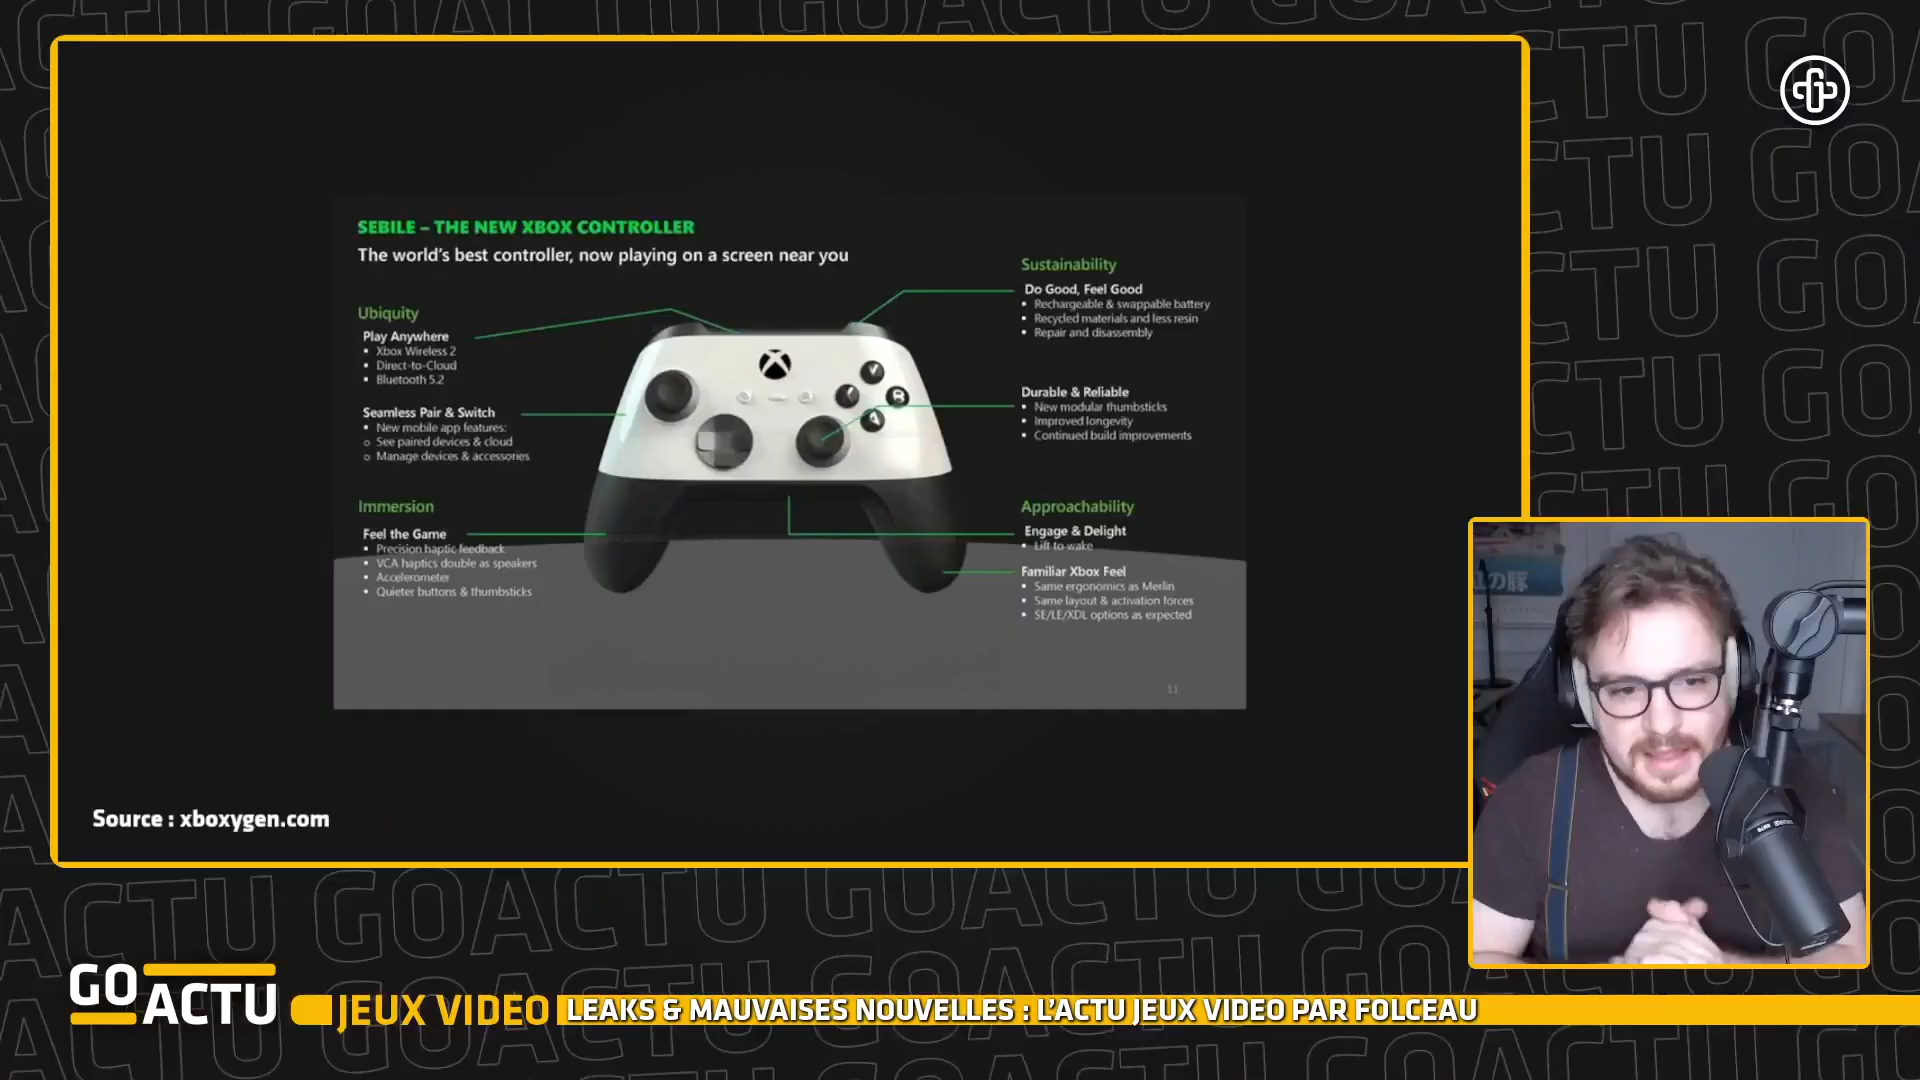 SEBILE – THE NEW XBOX CONTROLLER
The world's best controller, now playing on a screen near you
Ubiquity
Play Anywhere
• Xbox Wireless 2
• Direct-to-Cloud
• Bluetooth 5.2
Seamless Pair & Switch
• New mobile app features:
o See paired devices & cloud
o Manage devices & accessories
Immersion
Feel the Game
• Precision haptic feedback
• VCA haptics double as speakers
• Accelerometer
• Quieter buttons & thumbsticks
Sustainability
Do Good, Feel Good
• Rechargeable & swappable battery
• Recycled materials and less resin
• Repair and disassembly
Durable & Reliable
• New modular thumbsticks
• Improved longevity
• Continued build improvements
Approachability
Engage & Delight
• Lift to wake
Familiar Xbox Feel
• Same ergonomics as Merlin
• Same layout & activation forces
• SE/LE/XDL options as expected
11
Y
B
A
の豚
Source : xboxygen.com
GO ACTU
JEUX VIDEO
LEAKS & MAUVAISES NOUVELLES : L'ACTU JEUX VIDEO PAR FOLCEAU